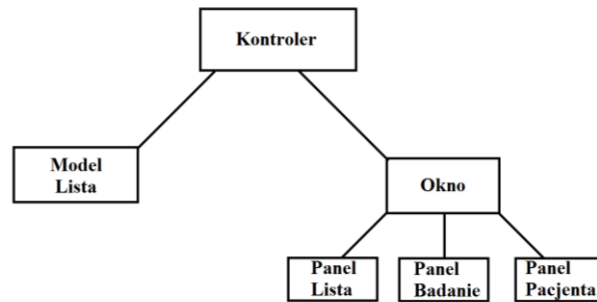 Kontroler
Model
Lista
Okno
Panel
Lista
Panel
Badanie
Panel
Pacjenta